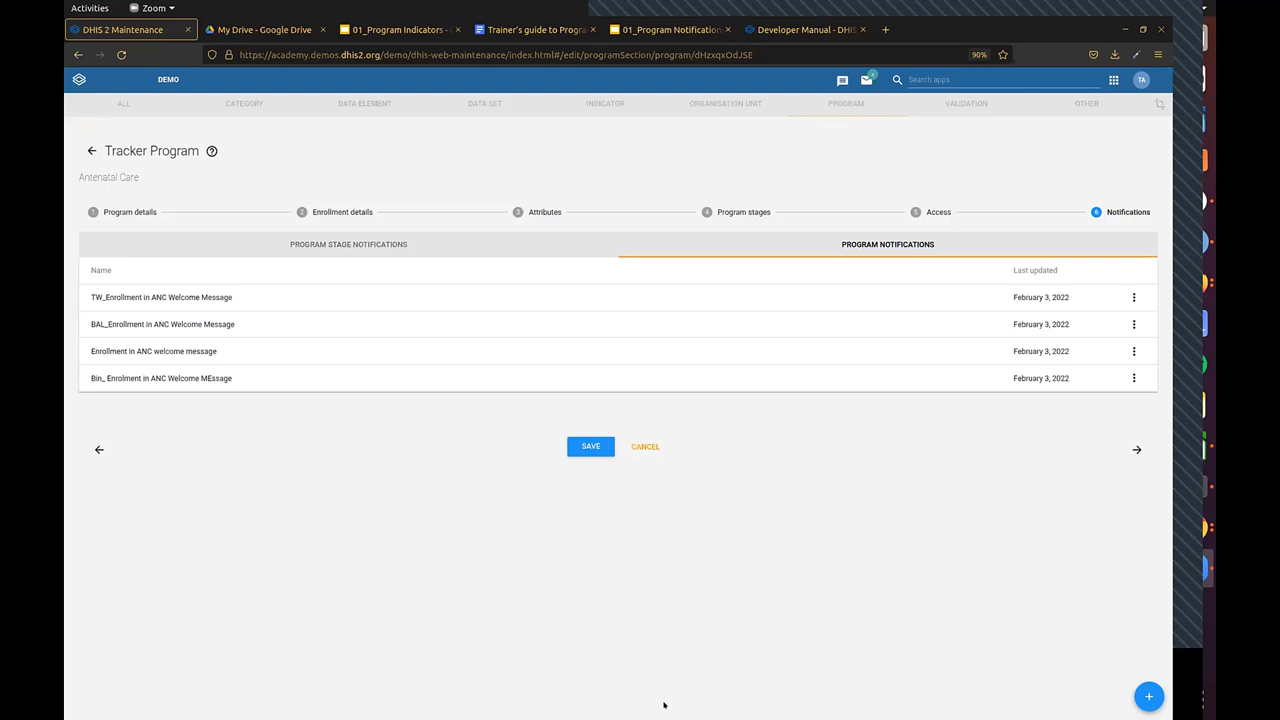 Activities
Zoom
DHIS 2 Maintenance
My Drive - Google Drive
01_Program Indicators -
Trainer's guide to Progra
01_Program Notification
Developer Manual - DHIS
https://academy.demos.dhis2.org/demo/dhis-web-maintenance/index.html#/edit/programSection/program/dHzxqxOdJSE
90%
DEMO
Search apps
TA
ALL
CATEGORY
DATA ELEMENT
DATA SET
INDICATOR
ORGANISATION UNIT
PROGRAM
VALIDATION
OTHER
Tracker Program
Antenatal Care
1 Program details
2 Enrollment details
3 Attributes
4 Program stages
5 Access
6 Notifications
PROGRAM STAGE NOTIFICATIONS
PROGRAM NOTIFICATIONS
Name Last updated
TW_Enrollment in ANC Welcome Message February 3, 2022
BAL_Enrollment in ANC Welcome Message February 3, 2022
Enrollment in ANC welcome message February 3, 2022
Bin_ Enrolment in ANC Welcome MEssage February 3, 2022
SAVE
CANCEL